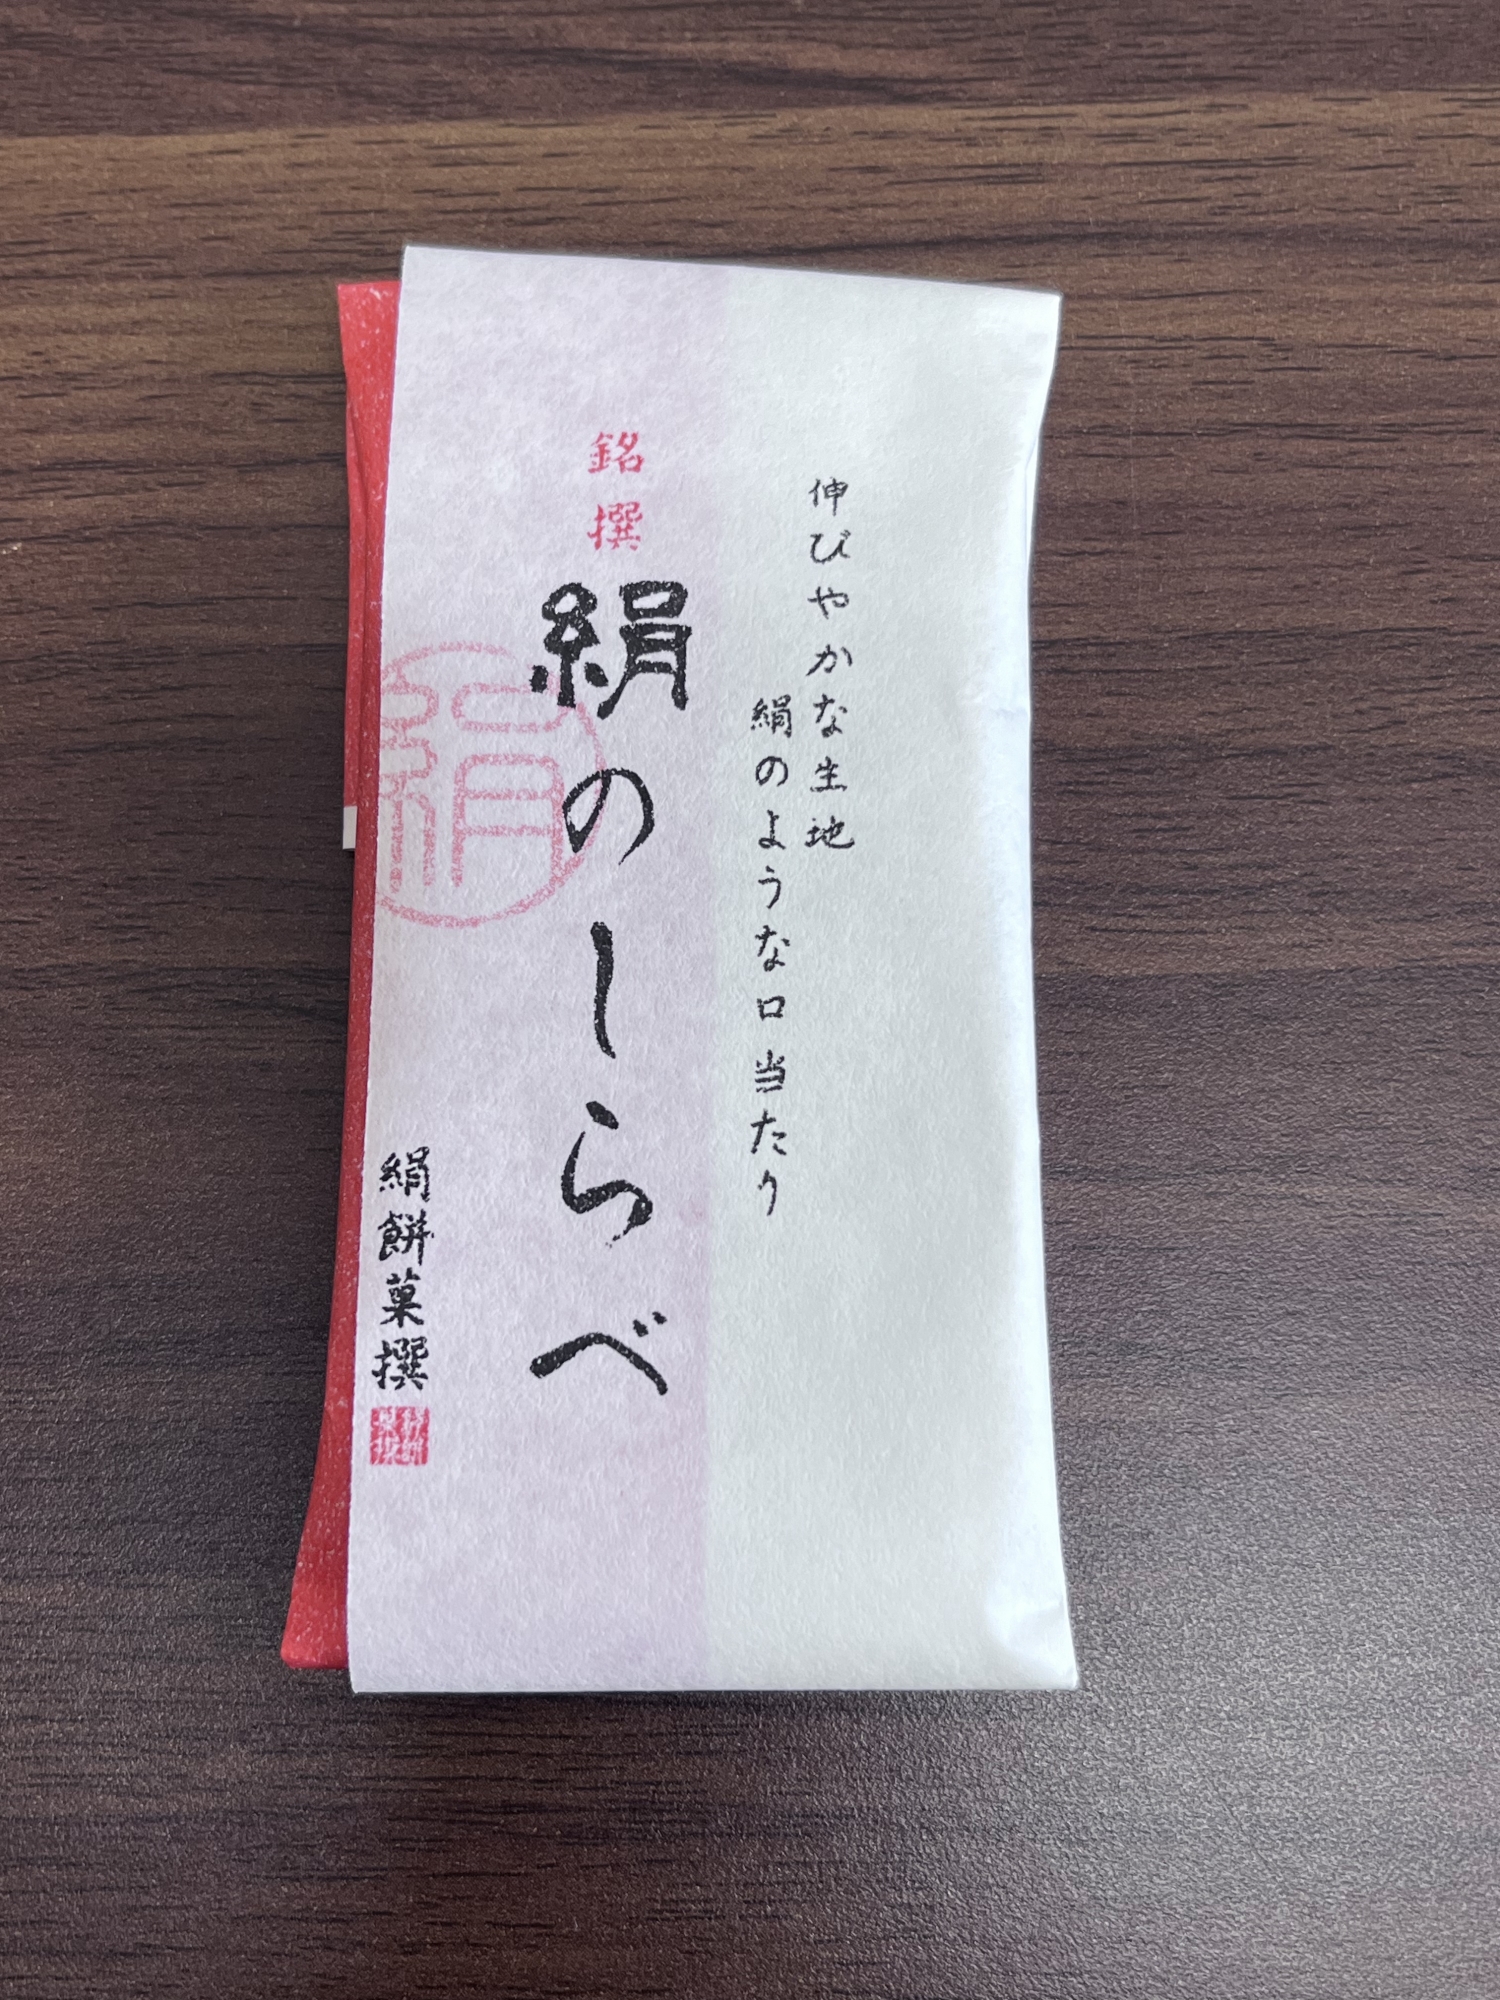 伸びやかな生地
絹のような口当たり
銘撰
絹のしらべ
絹
絹餅菓撰